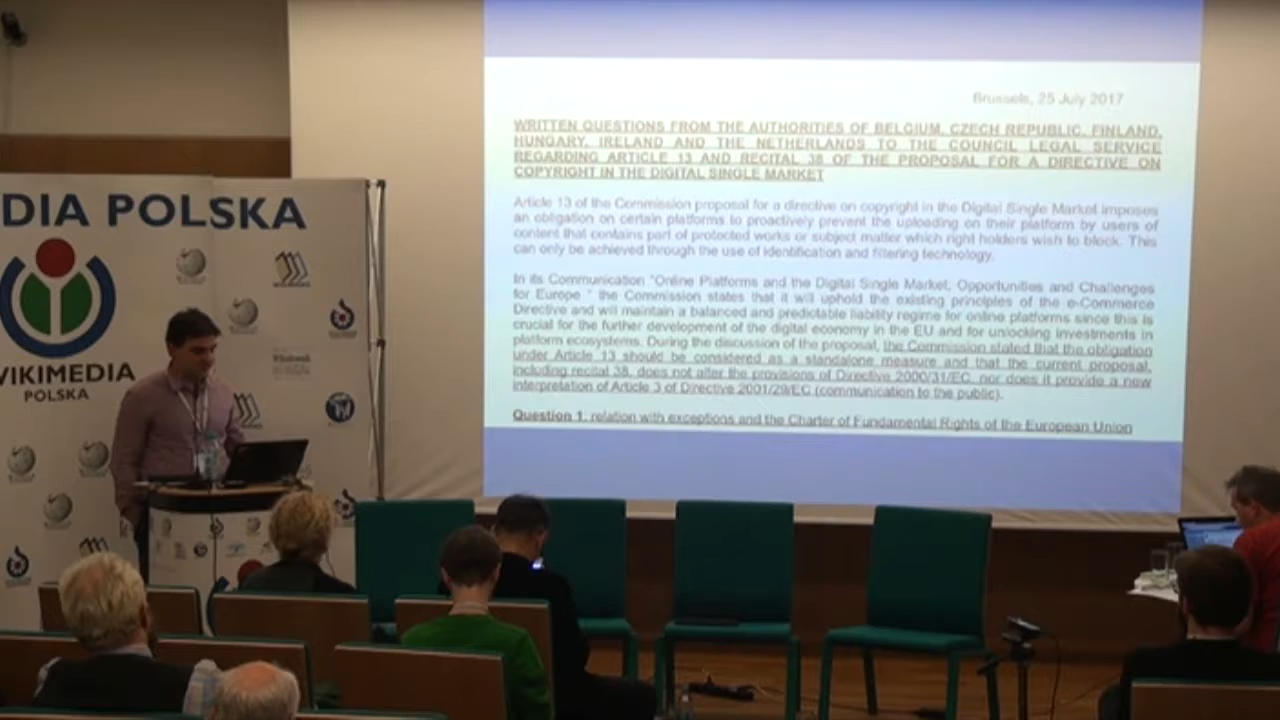 Brussels, 25 July 2017
WRITTEN QUESTIONS FROM THE AUTHORITIES OF BELGIUM, CZECH REPUBLIC, FINLAND,
HUNGARY, IRELAND AND THE NETHERLANDS TO THE COUNCIL LEGAL SERVICE
REGARDING ARTICLE 13 AND RECITAL 38 OF THE PROPOSAL FOR A DIRECTIVE ON
COPYRIGHT IN THE DIGITAL SINGLE MARKET
Article 13 of the Commission proposal for a directive on copyright in the Digital Single Market imposes
an obligation on certain platforms to proactively prevent the uploading on their platform by users of
content that contains part of protected works or subject matter which right holders wish to block. This
can only be achieved through the use of identification and filtering technology.
In its Communication "Online Platforms and the Digital Single Market, Opportunities and Challenges
for Europe " the Commission states that it will uphold the existing principles of the e-Commerce
Directive and will maintain a balanced and predictable liability regime for online platforms since this is
crucial for the further development of the digital economy in the EU and for unlocking investments in
platform ecosystems. During the discussion of the proposal, the Commission stated that the obligation
under Article 13 should be considered as a standalone measure and that the current proposal,
including recital 38, does not alter the provisions of Directive 2000/31/EC, nor does it provide a new
interpretation of Article 3 of Directive 2001/29/EC (communication to the public).
Question 1, relation with exceptions and the Charter of Fundamental Rights of the European Union
DIA POLSKA
VIKIMEDIA
POLSKA